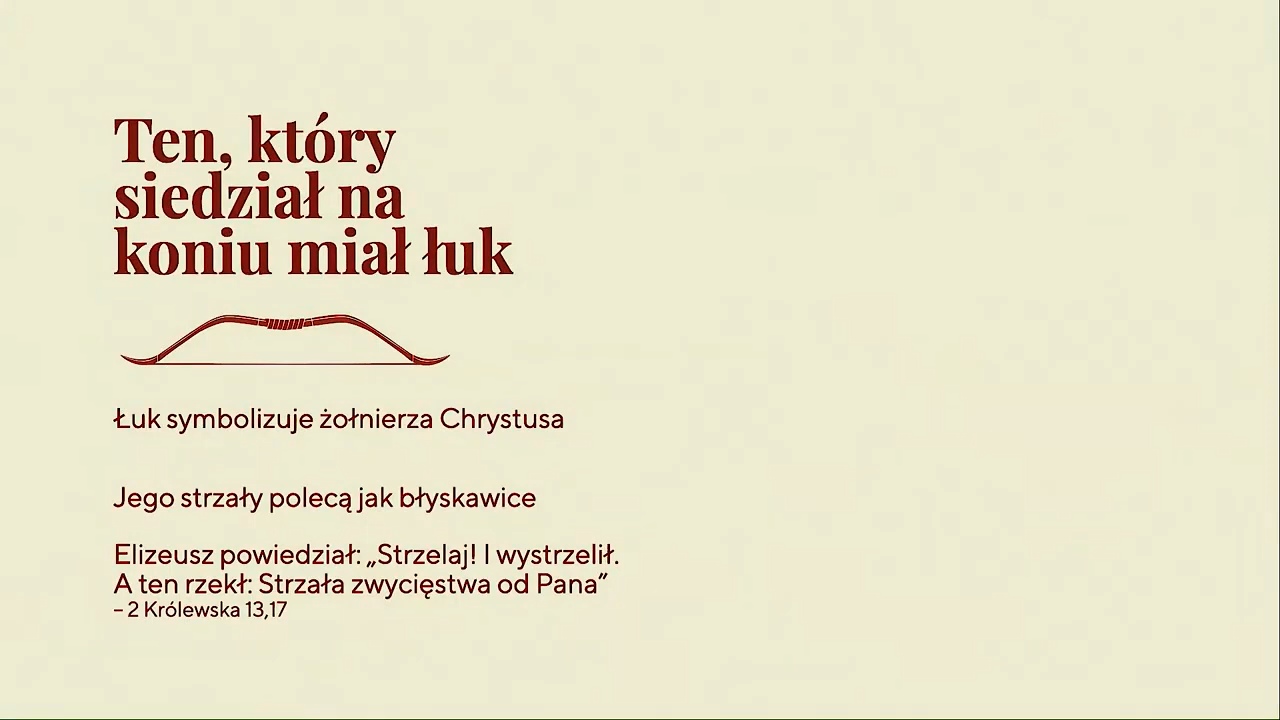 Ten, który
siedział na
koniu miał łuk
Łuk symbolizuje żołnierza Chrystusa
Jego strzały polecą jak błyskawice
Elizeusz powiedział: „Strzelaj! I wystrzelił.
A ten rzekł: Strzała zwycięstwa od Pana”
– 2 Królewska 13,17